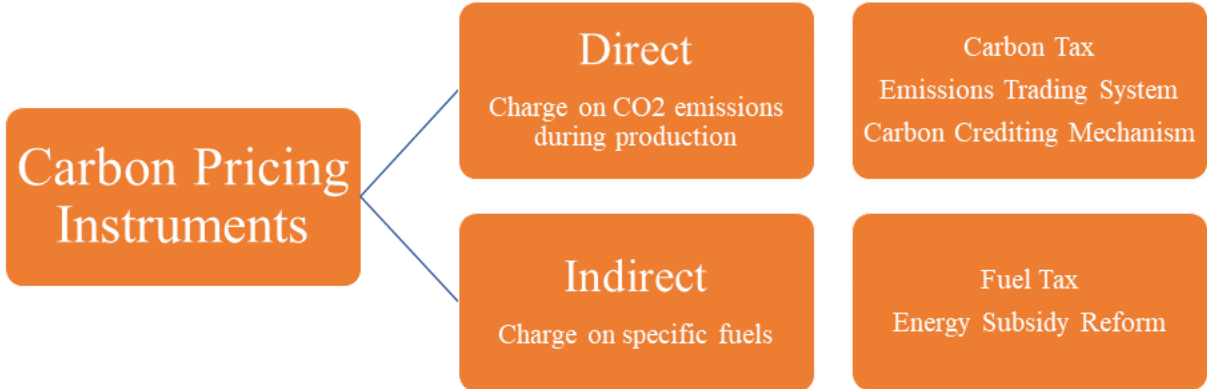 Carbon Pricing
Instruments
Direct
Charge on CO2 emissions
during production
Carbon Tax
Emissions Trading System
Carbon Crediting Mechanism
Indirect
Charge on specific fuels
Fuel Tax
Energy Subsidy Reform